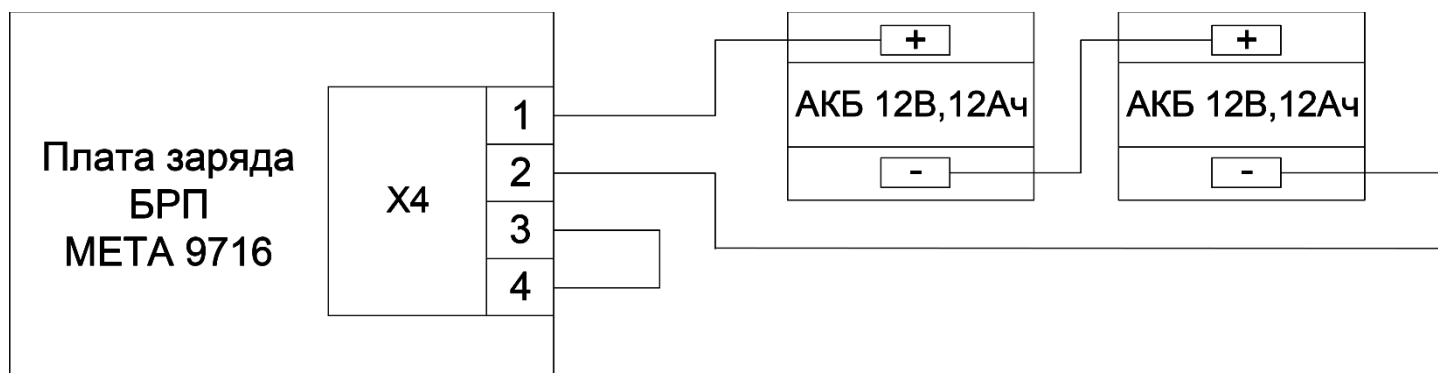 Плата заряда
БРП
МЕТА 9716
X4
1
2
3
4
+
АКБ 12В,12Ач
-
+
АКБ 12В,12Ач
-